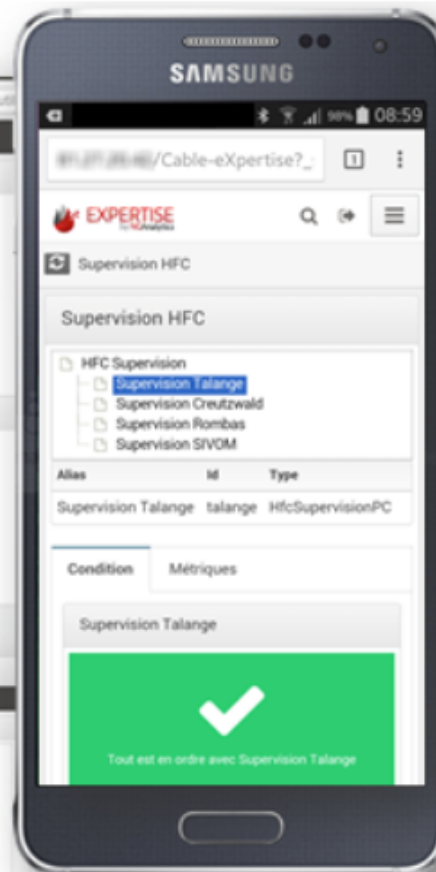 SAMSUNG
98% 08:59
/Cable-eXpertise?_ 1
EXPERTISE
Supervision HFC
Supervision HFC
HFC Supervision
Supervision Talange
Supervision Creutzwald
Supervision Rombas
Supervision SIVOM
Alias Id Type
Supervision Talange talange HfcSupervisionPC
Condition Métriques
Supervision Talange
Tout est en ordre avec Supervision Talange